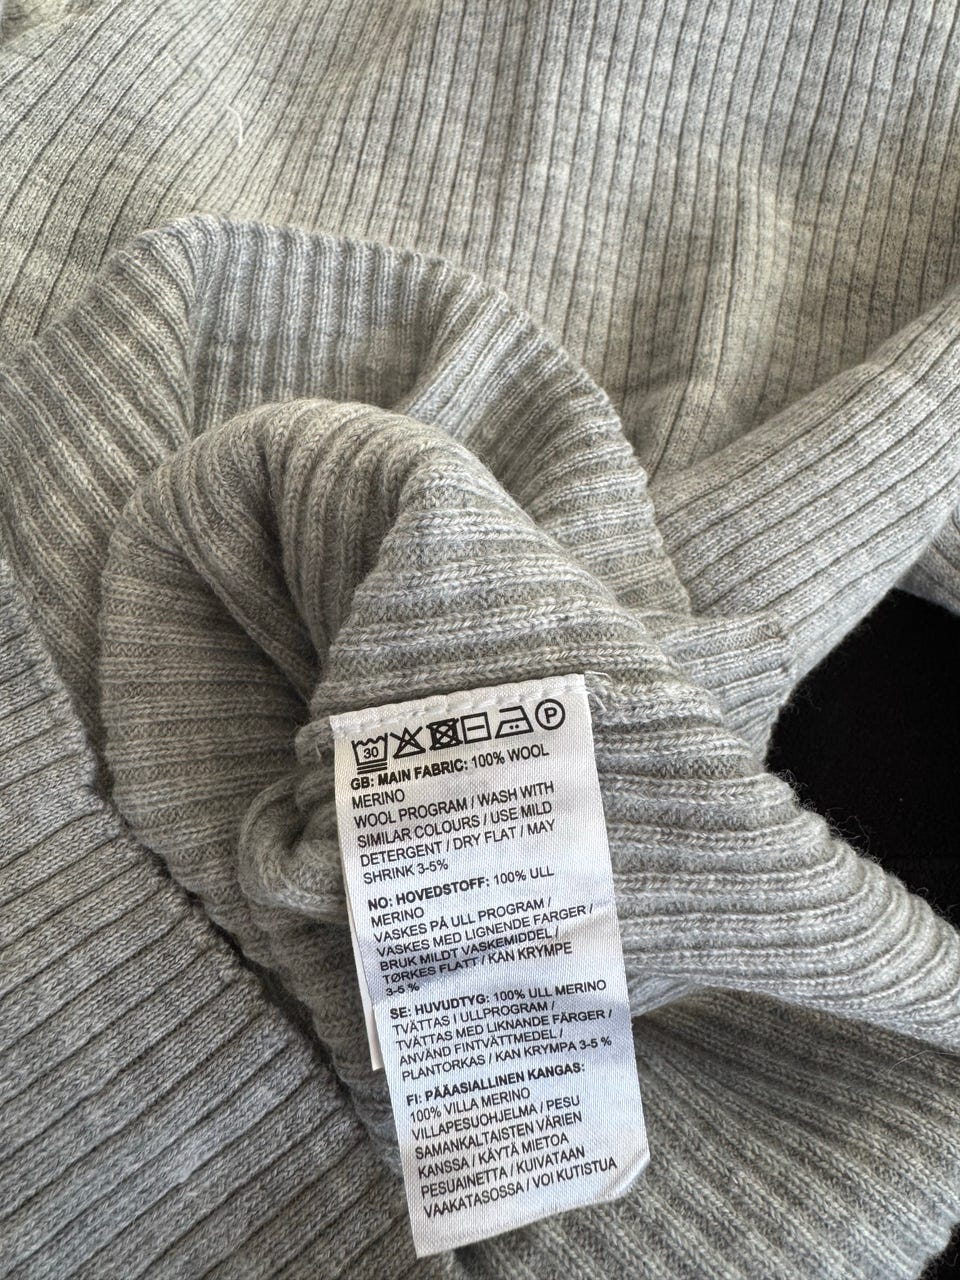 30 P
GB: MAIN FABRIC: 100% WOOL
MERINO
WOOL PROGRAM / WASH WITH
SIMILAR COLOURS / USE MILD
DETERGENT / DRY FLAT / MAY
SHRINK 3-5%
NO: HOVEDSTOFF: 100% ULL
MERINO
VASKES PÅ ULL PROGRAM /
VASKES MED LIGNENDE FARGER /
BRUK MILDT VASKEMIDDEL /
TØRKES FLATT / KAN KRYMPE
3-5 %
SE: HUVUDTYG: 100% ULL MERINO
TVÄTTAS I ULLPROGRAM /
TVÄTTAS MED LIKNANDE FÄRGER /
ANVÄND FINTVÄTTMEDEL /
PLANTORKAS / KAN KRYMPA 3-5 %
FI: PÄÄASIALLINEN KANGAS:
100% VILLA MERINO
VILLAPESUOHJELMA / PESU
SAMANKALTAISTEN VÄRIEN
KANSSA / KÄYTÄ MIETOA
PESUAINETTA / KUIVATAAN
VAAKATASOSSA / VOI KUTISTUA